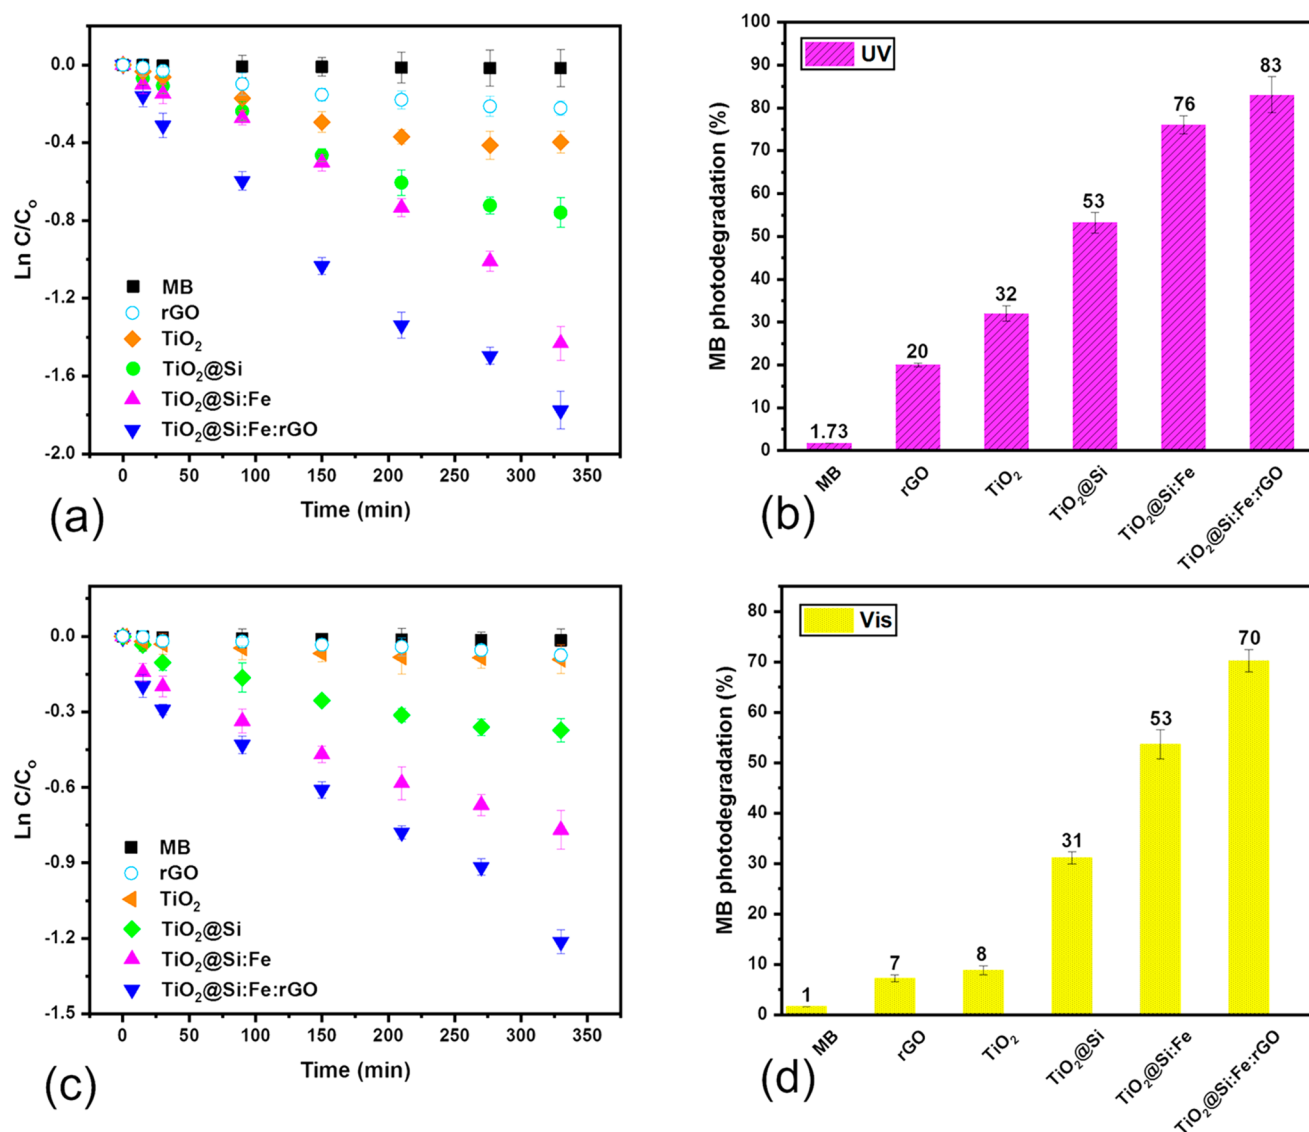 0.0
-0.4
-0.8
-1.2
-1.6
-2.0
Ln C/Co
MB
rGO
TiO2
TiO2@Si
TiO2@Si:Fe
TiO2@Si:Fe:rGO
0 50 100 150 200 250 300 350
Time (min)
(a)
100
90
80
70
60
50
40
30
20
10
0
MB photodegradation (%)
UV
1.73
20
32
53
76
83
MB
rGO
TiO2
TiO2@Si
TiO2@Si:Fe
TiO2@Si:Fe:rGO
(b)
0.0
-0.3
-0.6
-0.9
-1.2
-1.5
Ln C/Co
MB
rGO
TiO2
TiO2@Si
TiO2@Si:Fe
TiO2@Si:Fe:rGO
0 50 100 150 200 250 300 350
Time (min)
(c)
80
70
60
50
40
30
20
10
0
MB photodegradation (%)
Vis
1
7
8
31
53
70
MB
rGO
TiO2
TiO2@Si
TiO2@Si:Fe
TiO2@Si:Fe:rGO
(d)